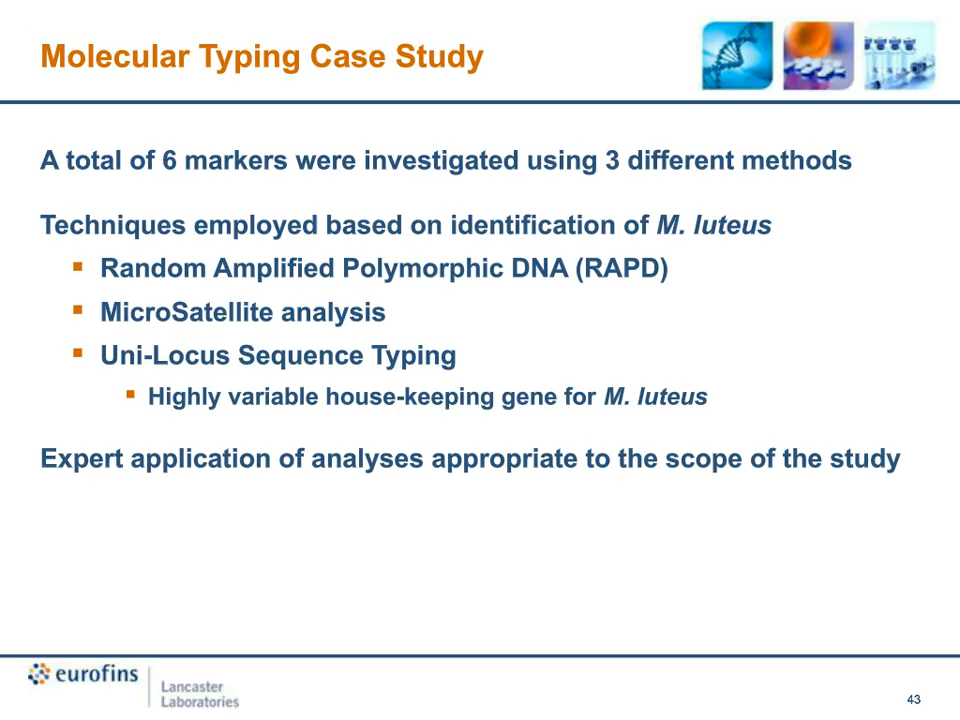 Molecular Typing Case Study
A total of 6 markers were investigated using 3 different methods
Techniques employed based on identification of M. luteus
▪ Random Amplified Polymorphic DNA (RAPD)
▪ MicroSatellite analysis
▪ Uni-Locus Sequence Typing
▪ Highly variable house-keeping gene for M. luteus
Expert application of analyses appropriate to the scope of the study
eurofins
Lancaster
Laboratories
43